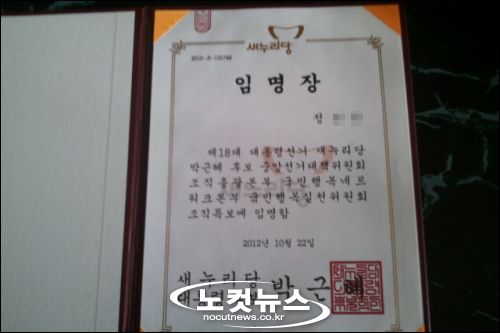 새누리당
임 명 장
정
제18대 대통령선거 새누리당
박근혜 후보 중앙선거대책위원회
조직총괄본부 국민행복네트
워크본부 국민행복실천위원회
조직특보에 임명함
2012년 10월 22일
새누리당
박 근 혜
노컷뉴스
nocutnews.co.kr